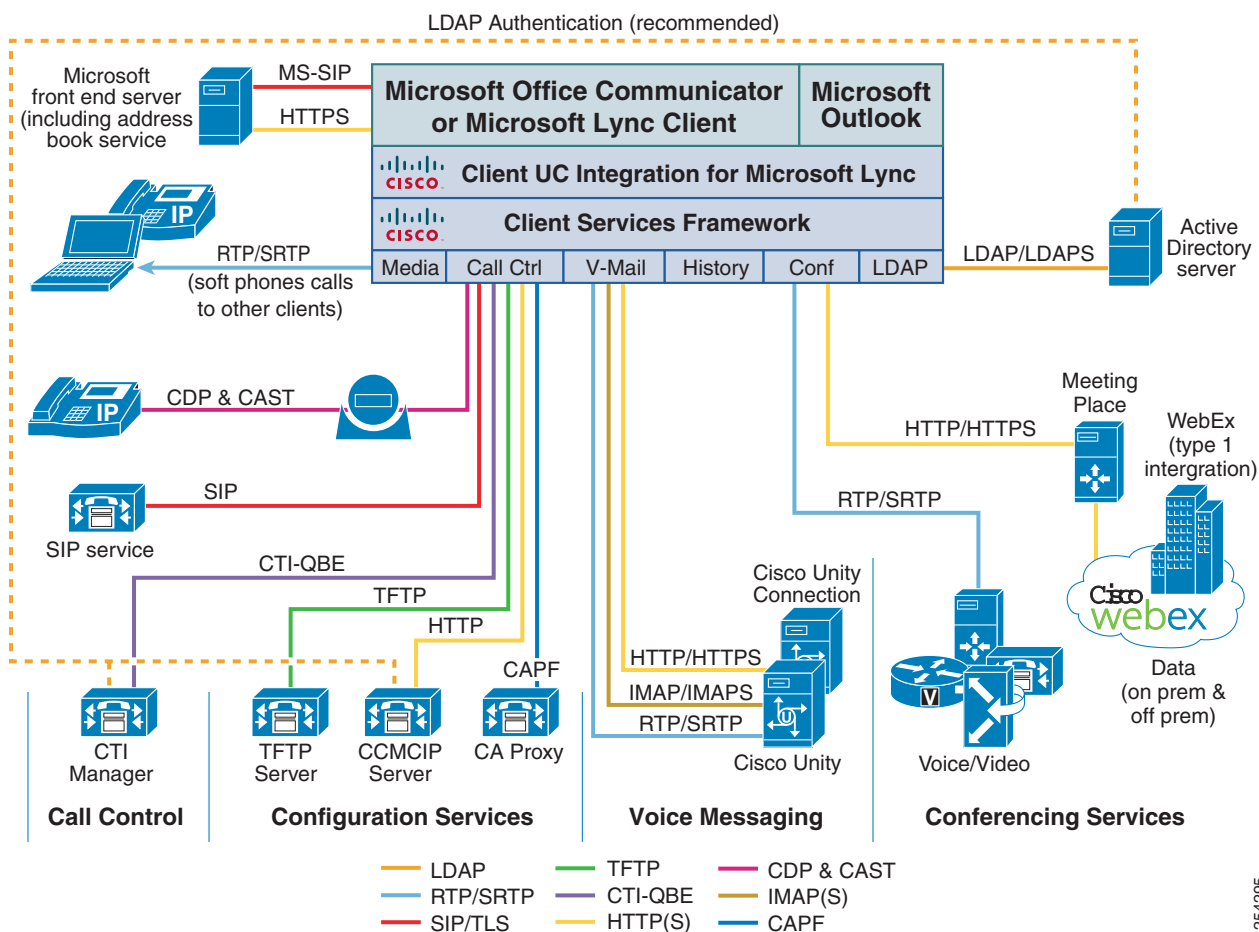 LDAP Authentication (recommended)
Microsoft
front end server
(including address
book service
MS-SIP
HTTPS
Microsoft Office Communicator
or Microsoft Lync Client
Microsoft
Outlook
CISCO
Client UC Integration for Microsoft Lync
CISCO
Client Services Framework
Media
Call Ctrl
V-Mail
History
Conf
LDAP
IP
RTP/SRTP
(soft phones calls
to other clients)
LDAP/LDAPS
Active
Directory
server
IP
CDP & CAST
Meeting
Place
HTTP/HTTPS
WebEx
(type 1
intergration)
SIP
SIP service
RTP/SRTP
CTI-QBE
TFTP
HTTP
CAPF
Cisco Unity
Connection
HTTP/HTTPS
IMAP/IMAPS
RTP/SRTP
U
Cisco
webex
Data
(on prem &
off prem)
V
CTI
Manager
TFTP
Server
CCMCIP
Server
CA Proxy
Cisco Unity
Voice/Video
Call Control
Configuration Services
Voice Messaging
Conferencing Services
LDAP
RTP/SRTP
SIP/TLS
TFTP
CTI-QBE
HTTP(S)
CDP & CAST
IMAP(S)
CAPF